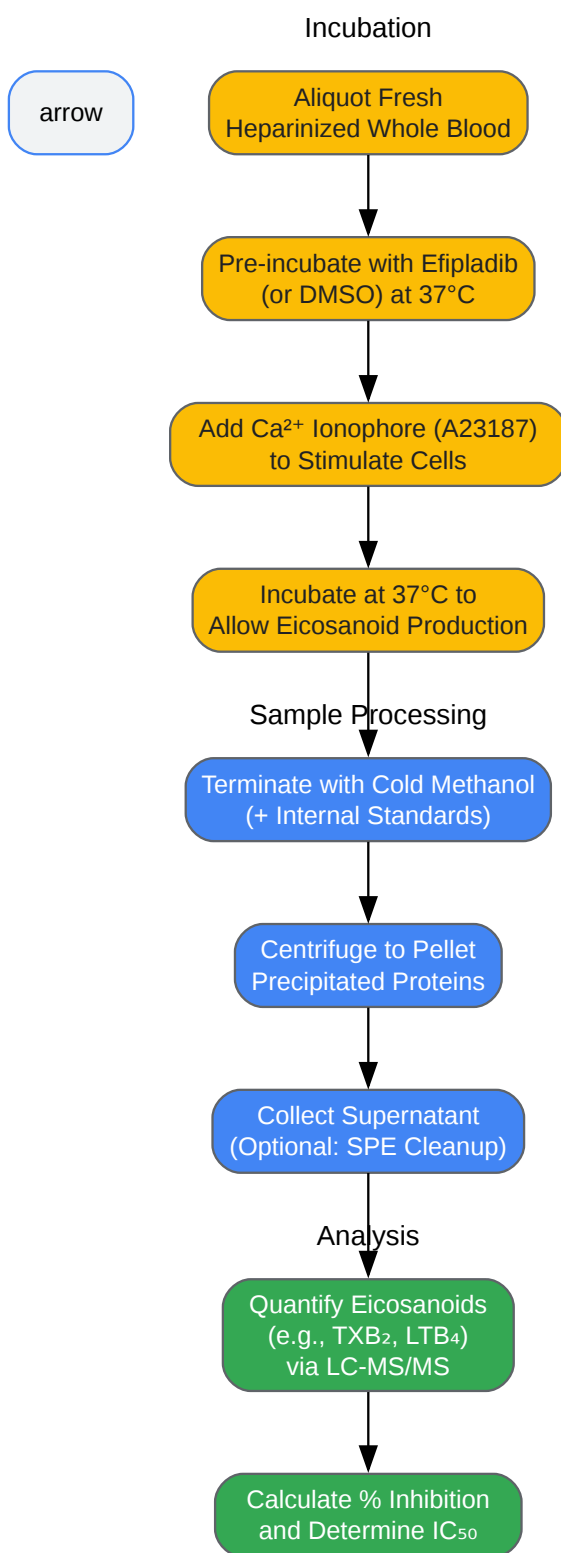 Incubation
arrow
Aliquot Fresh
Heparinized Whole Blood
Pre-incubate with Efipladib
(or DMSO) at 37°C
Add Ca²⁺ Ionophore (A23187)
to Stimulate Cells
Incubate at 37°C to
Allow Eicosanoid Production
Sample Processing
Terminate with Cold Methanol
(+ Internal Standards)
Centrifuge to Pellet
Precipitated Proteins
Collect Supernatant
(Optional: SPE Cleanup)
Analysis
Quantify Eicosanoids
(e.g., TXB₂, LTB₄)
via LC-MS/MS
Calculate % Inhibition
and Determine IC₅₀